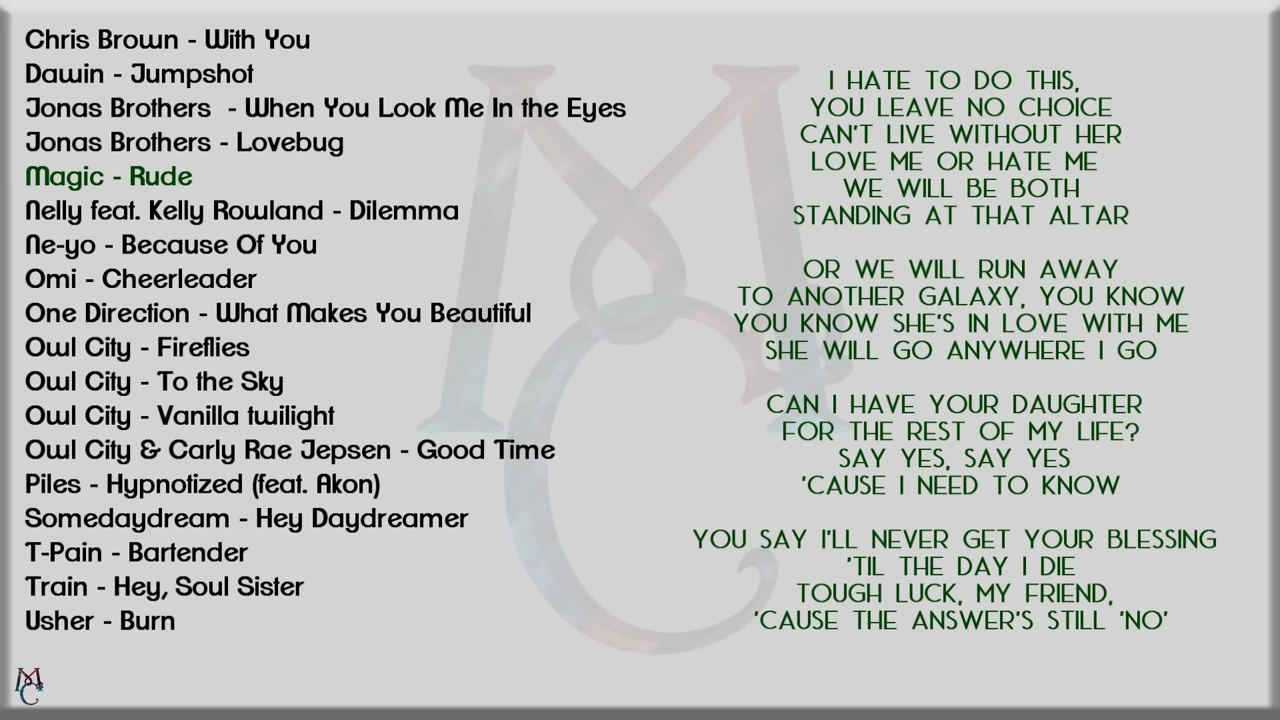 Chris Brown - With You
Dawin - Jumpshot
Jonas Brothers - When You Look Me In the Eyes
Jonas Brothers - Lovebug
Magic - Rude
Nelly feat. Kelly Rowland - Dilemma
Ne-yo - Because Of You
Omi - Cheerleader
One Direction - What Makes You Beautiful
Owl City - Fireflies
Owl City - To the Sky
Owl City - Vanilla twilight
Owl City & Carly Rae Jepsen - Good Time
Piles - Hypnotized (feat. Akon)
Somedaydream - Hey Daydreamer
T-Pain - Bartender
Train - Hey, Soul Sister
Usher - Burn
I HATE TO DO THIS,
YOU LEAVE NO CHOICE
CAN'T LIVE WITHOUT HER
LOVE ME OR HATE ME
WE WILL BE BOTH
STANDING AT THAT ALTAR
OR WE WILL RUN AWAY
TO ANOTHER GALAXY, YOU KNOW
YOU KNOW SHE'S IN LOVE WITH ME
SHE WILL GO ANYWHERE I GO
CAN I HAVE YOUR DAUGHTER
FOR THE REST OF MY LIFE?
SAY YES, SAY YES
'CAUSE I NEED TO KNOW
YOU SAY I'LL NEVER GET YOUR BLESSING
'TIL THE DAY I DIE
TOUGH LUCK, MY FRIEND,
'CAUSE THE ANSWER'S STILL 'NO'
MC
MC